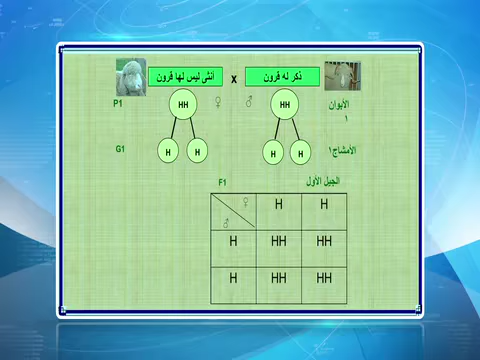 ذكر له قرون x أنثى ليس لها قرون
الأبوان ١ ♂ HH ♀ HH P1
الأمشاج١ H H H H G1
الجيل الأول F1
♀ ♂ H H
H HH HH
H HH HH